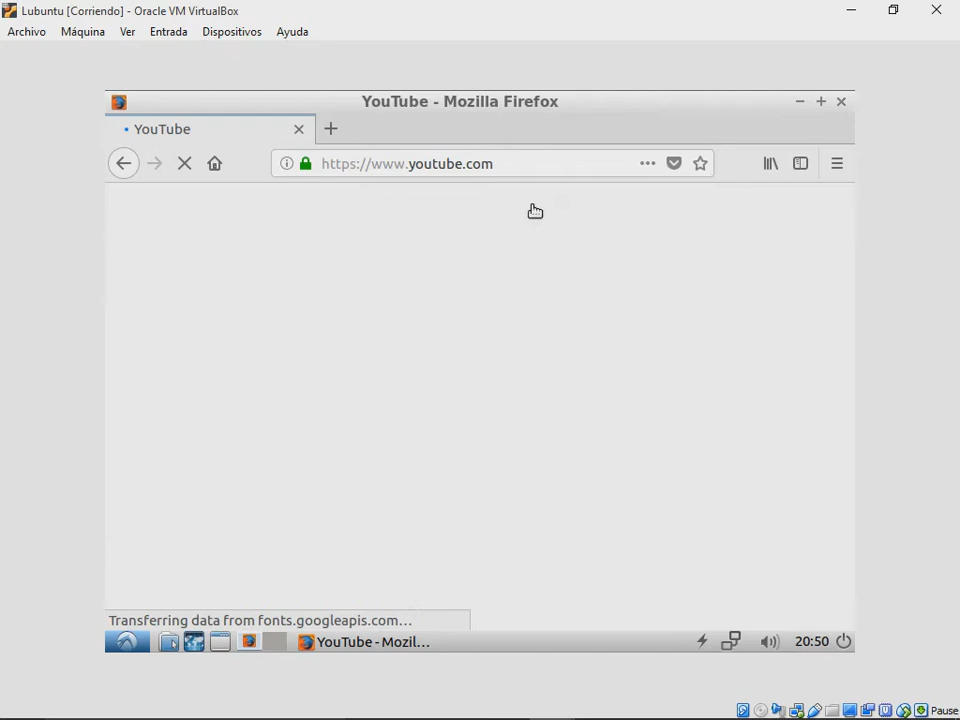 Lubuntu [Corriendo] - Oracle VM VirtualBox
Archivo Máquina Ver Entrada Dispositivos Ayuda
YouTube - Mozilla Firefox
YouTube
https://www.youtube.com
Transferring data from fonts.googleapis.com...
YouTube - Mozil...
20:50
Pause